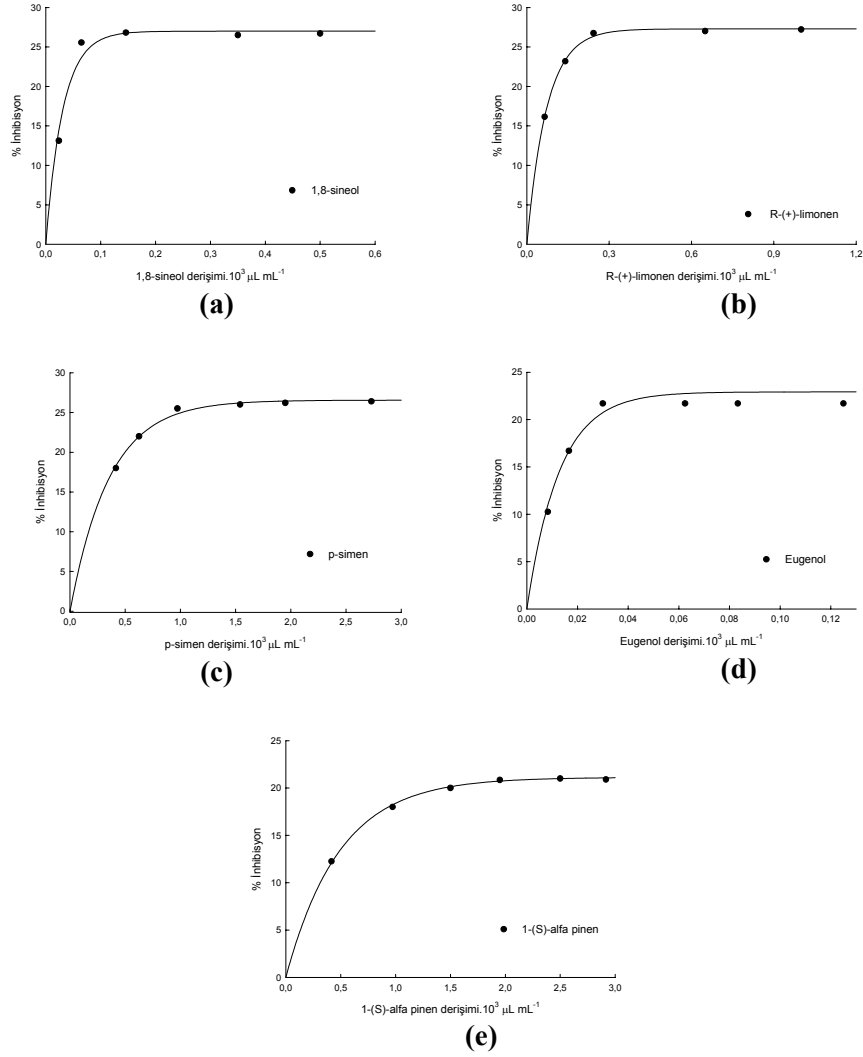 30
25
20
15
10
5
0
% İnhibisyon
1,8-sineol
0,0 0,1 0,2 0,3 0,4 0,5 0,6
1,8-sineol derişimi.10³ µL mL⁻¹
(a)
30
25
20
15
10
5
0
% İnhibisyon
R-(+)-limonen
0,0 0,3 0,6 0,9 1,2
R-(+)-limonen derişimi.10³ µL mL⁻¹
(b)
30
25
20
15
10
5
0
% İnhibisyon
p-simen
0,0 0,5 1,0 1,5 2,0 2,5 3,0
p-simen derişimi.10³ µL mL⁻¹
(c)
25
20
15
10
5
0
% İnhibisyon
Eugenol
0,00 0,02 0,04 0,06 0,08 0,10 0,12
Eugenol derişimi.10³ µL mL⁻¹
(d)
25
20
15
10
5
0
% İnhibisyon
1-(S)-alfa pinen
0,0 0,5 1,0 1,5 2,0 2,5 3,0
1-(S)-alfa pinen derişimi.10³ µL mL⁻¹
(e)